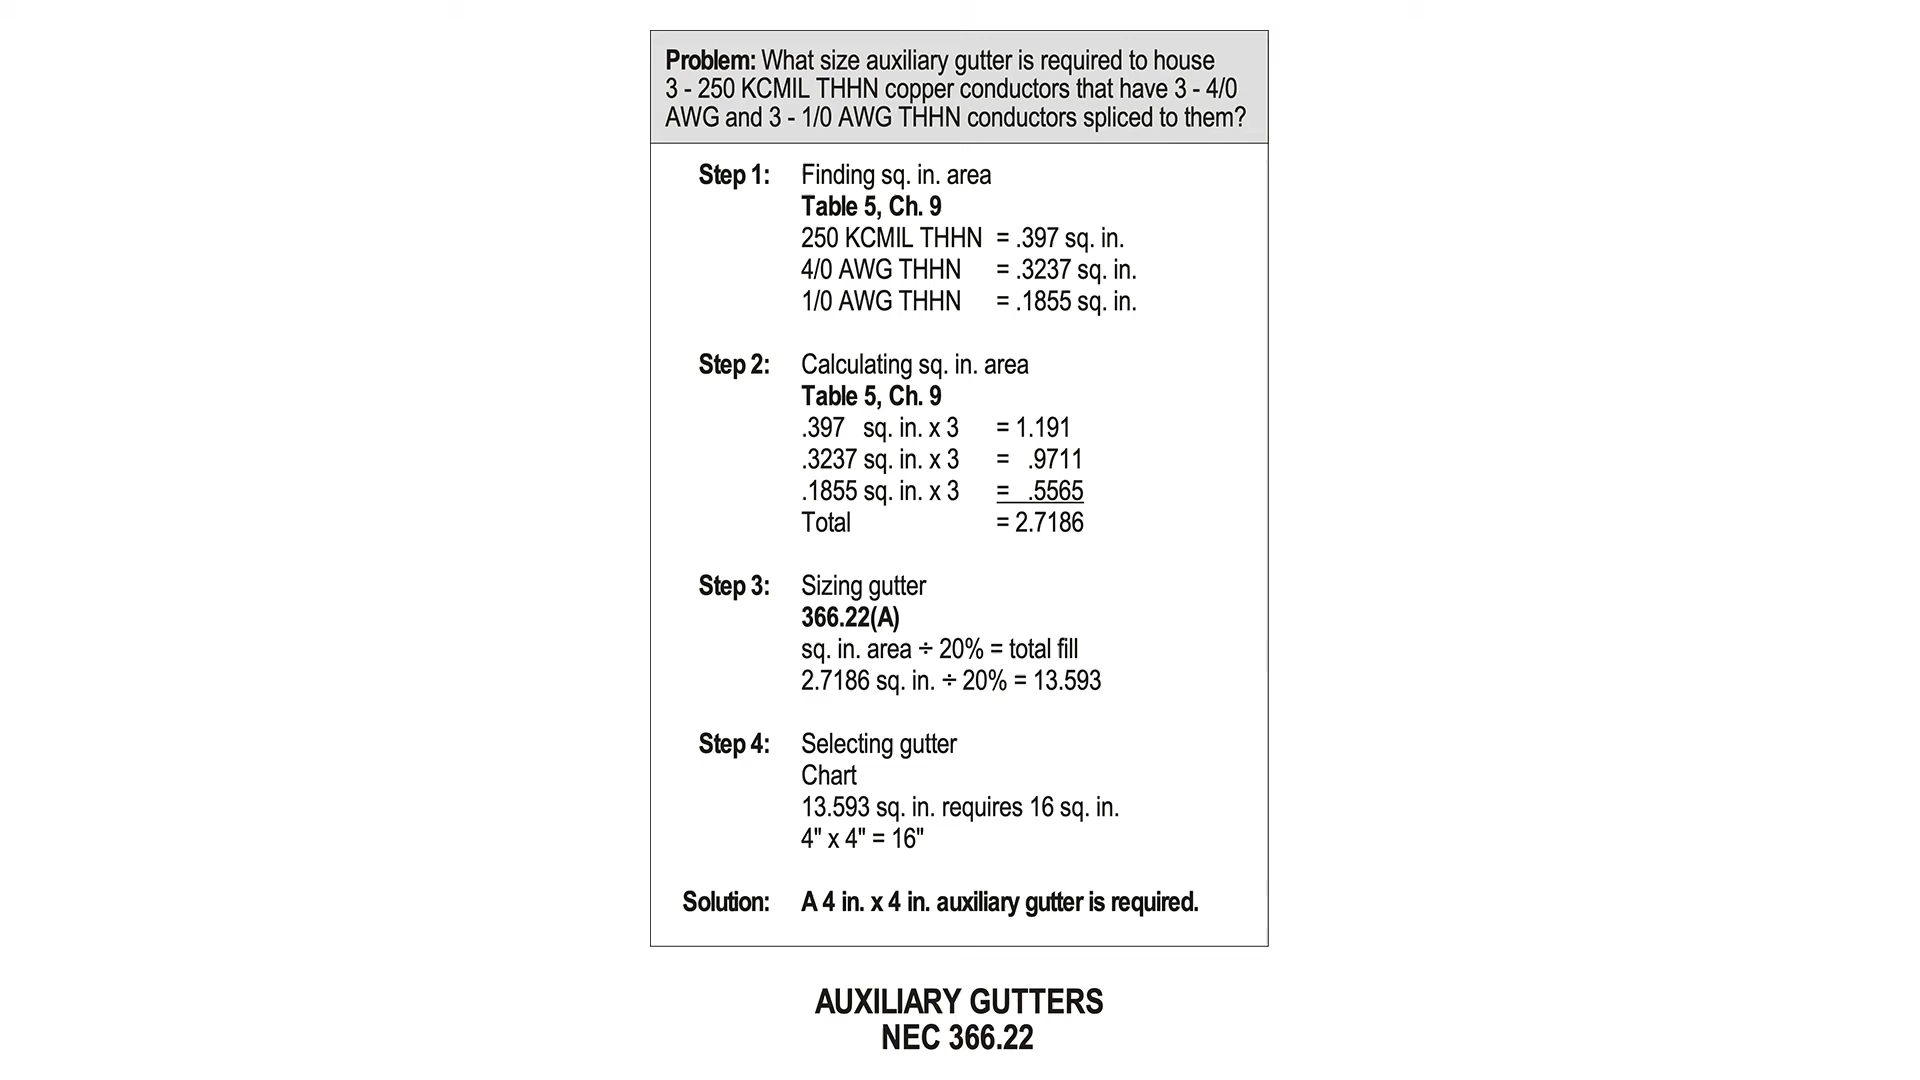 Problem: What size auxiliary gutter is required to house
3 - 250 KCMIL THHN copper conductors that have 3 - 4/0
AWG and 3 - 1/0 AWG THHN conductors spliced to them?
Step 1: Finding sq. in. area
Table 5, Ch. 9
250 KCMIL THHN = .397 sq. in.
4/0 AWG THHN = .3237 sq. in.
1/0 AWG THHN = .1855 sq. in.
Step 2: Calculating sq. in. area
Table 5, Ch. 9
.397 sq. in. x 3 = 1.191
.3237 sq. in. x 3 = .9711
.1855 sq. in. x 3 = .5565
Total = 2.7186
Step 3: Sizing gutter
366.22(A)
sq. in. area ÷ 20% = total fill
2.7186 sq. in. ÷ 20% = 13.593
Step 4: Selecting gutter
Chart
13.593 sq. in. requires 16 sq. in.
4" x 4" = 16"
Solution: A 4 in. x 4 in. auxiliary gutter is required.
AUXILIARY GUTTERS
NEC 366.22